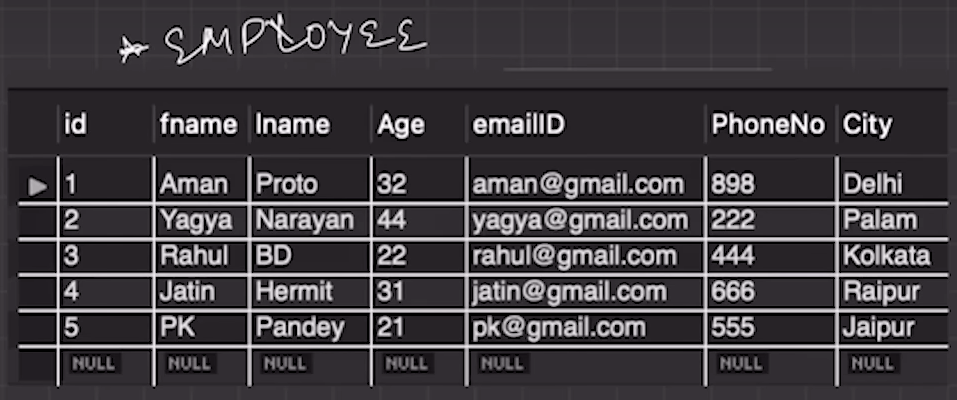 EMPLOYEE
id fname lname Age emailID PhoneNo City
1 Aman Proto 32 aman@gmail.com 898 Delhi
2 Yagya Narayan 44 yagya@gmail.com 222 Palam
3 Rahul BD 22 rahul@gmail.com 444 Kolkata
4 Jatin Hermit 31 jatin@gmail.com 666 Raipur
5 PK Pandey 21 pk@gmail.com 555 Jaipur
NULL NULL NULL NULL NULL NULL NULL